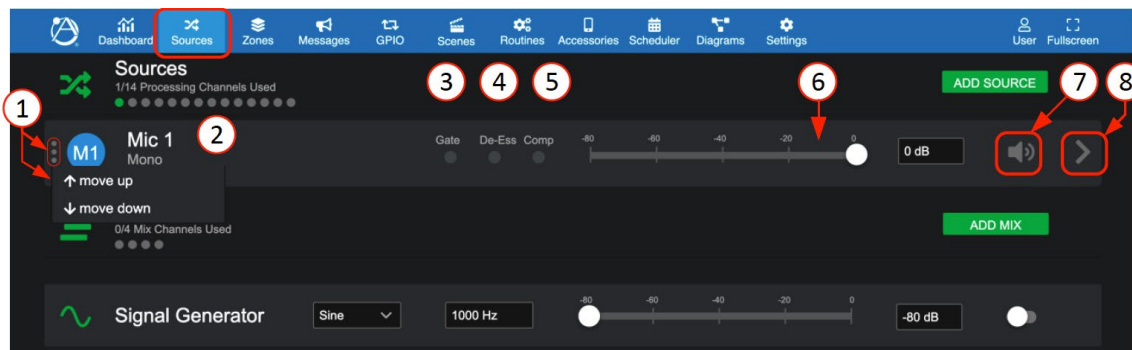 Dashboard Sources Zones Messages GPIO Scenes Routines Accessories Scheduler Diagrams Settings User Fullscreen
Sources
1/14 Processing Channels Used
3 4 5 6 7 8
ADD SOURCE
1
M1
Mic 1
Mono
2
Gate De-Ess Comp
-80 -60 -40 -20 0
0 dB
move up
move down
0/4 Mix Channels Used
ADD MIX
Signal Generator
Sine
1000 Hz
-80 -60 -40 -20 0
-80 dB